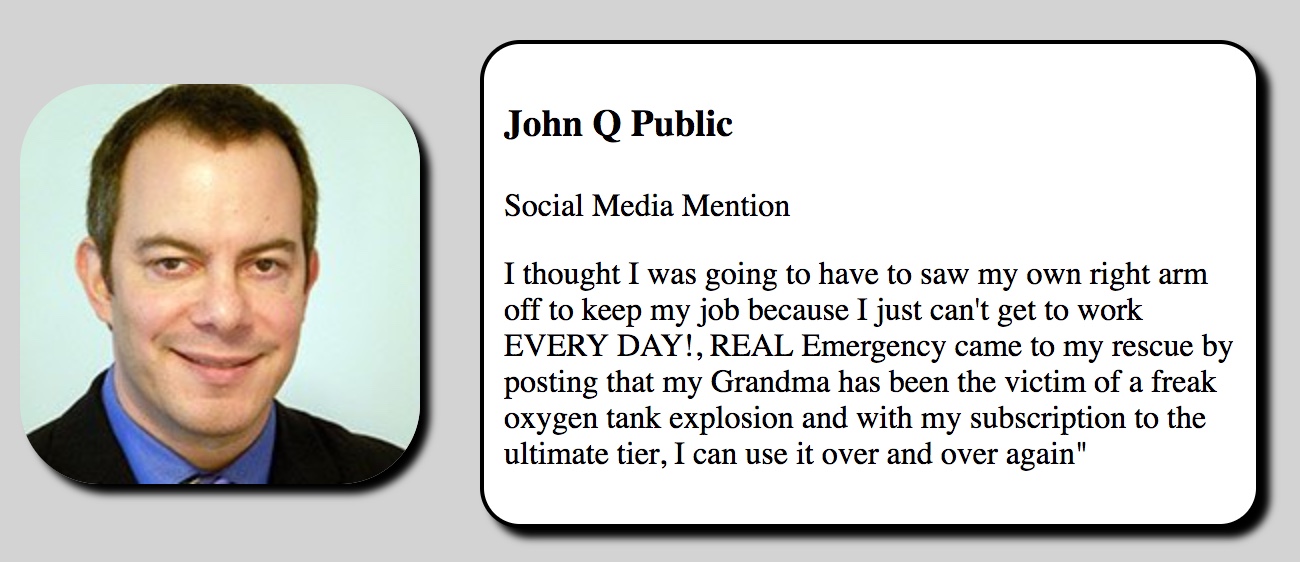 John Q Public
Social Media Mention
I thought I was going to have to saw my own right arm
off to keep my job because I just can't get to work
EVERY DAY!, REAL Emergency came to my rescue by
posting that my Grandma has been the victim of a freak
oxygen tank explosion and with my subscription to the
ultimate tier, I can use it over and over again"